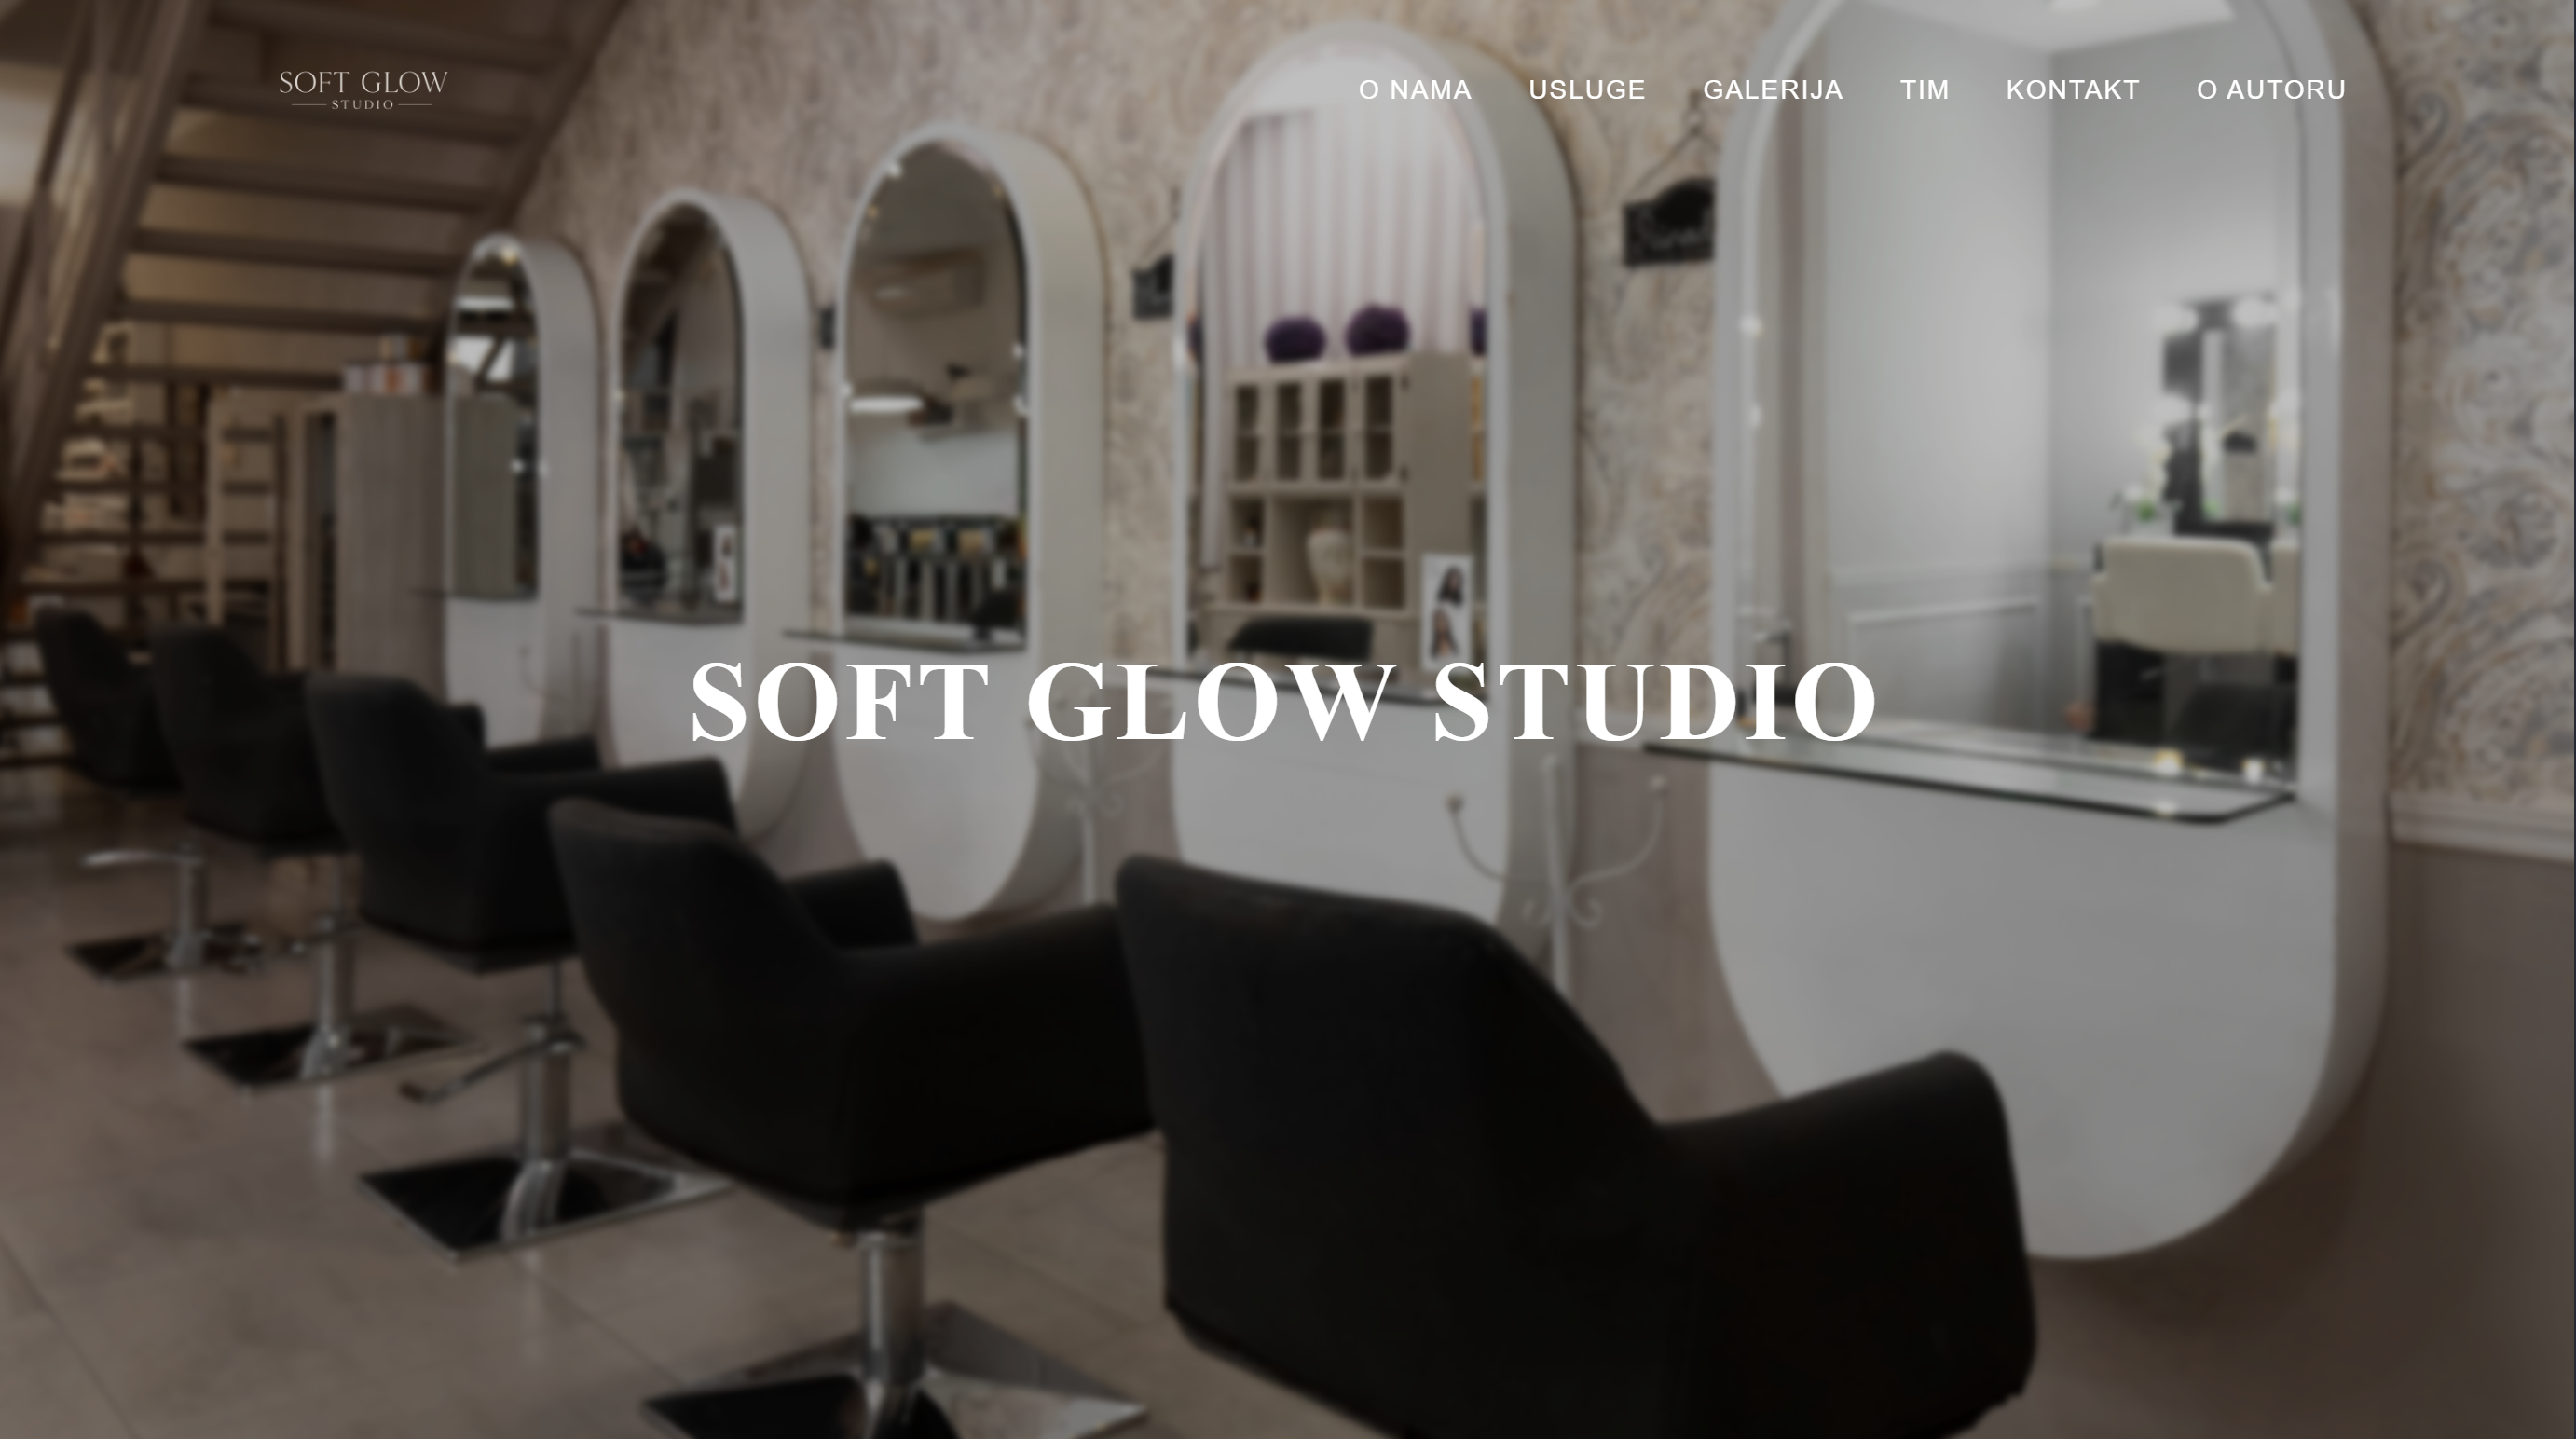 SOFT GLOW
STUDIO
O NAMA USLUGE GALERIJA TIM KONTAKT O AUTORU
SOFT GLOW STUDIO